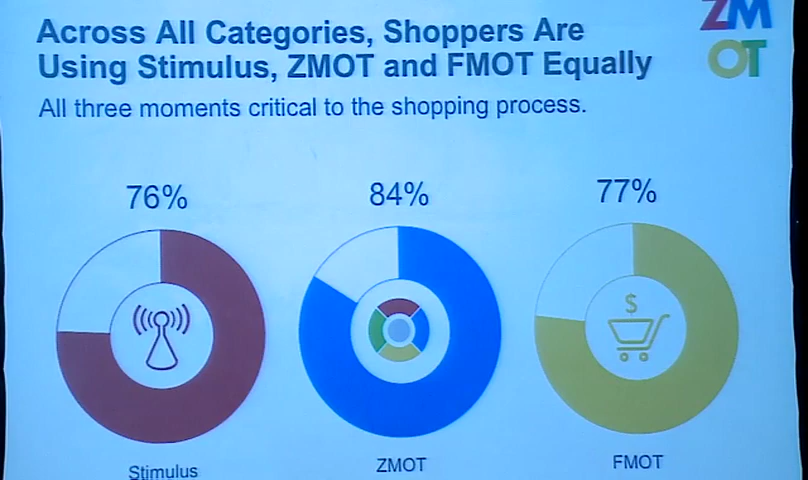 Across All Categories, Shoppers Are
Using Stimulus, ZMOT and FMOT Equally
ZM
OT
All three moments critical to the shopping process.
76%
84%
77%
$
Stimulus
ZMOT
FMOT